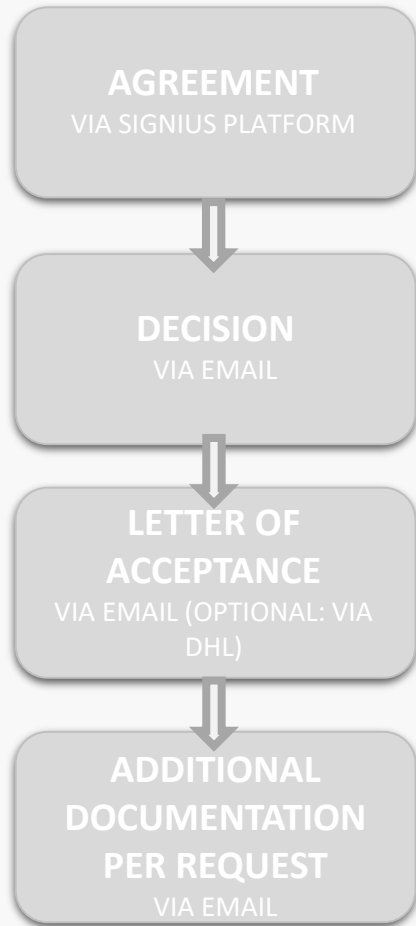 AGREEMENT
VIA SIGNIUS PLATFORM
DECISION
VIA EMAIL
LETTER OF
ACCEPTANCE
VIA EMAIL (OPTIONAL: VIA
DHL)
ADDITIONAL
DOCUMENTATION
PER REQUEST
VIA EMAIL